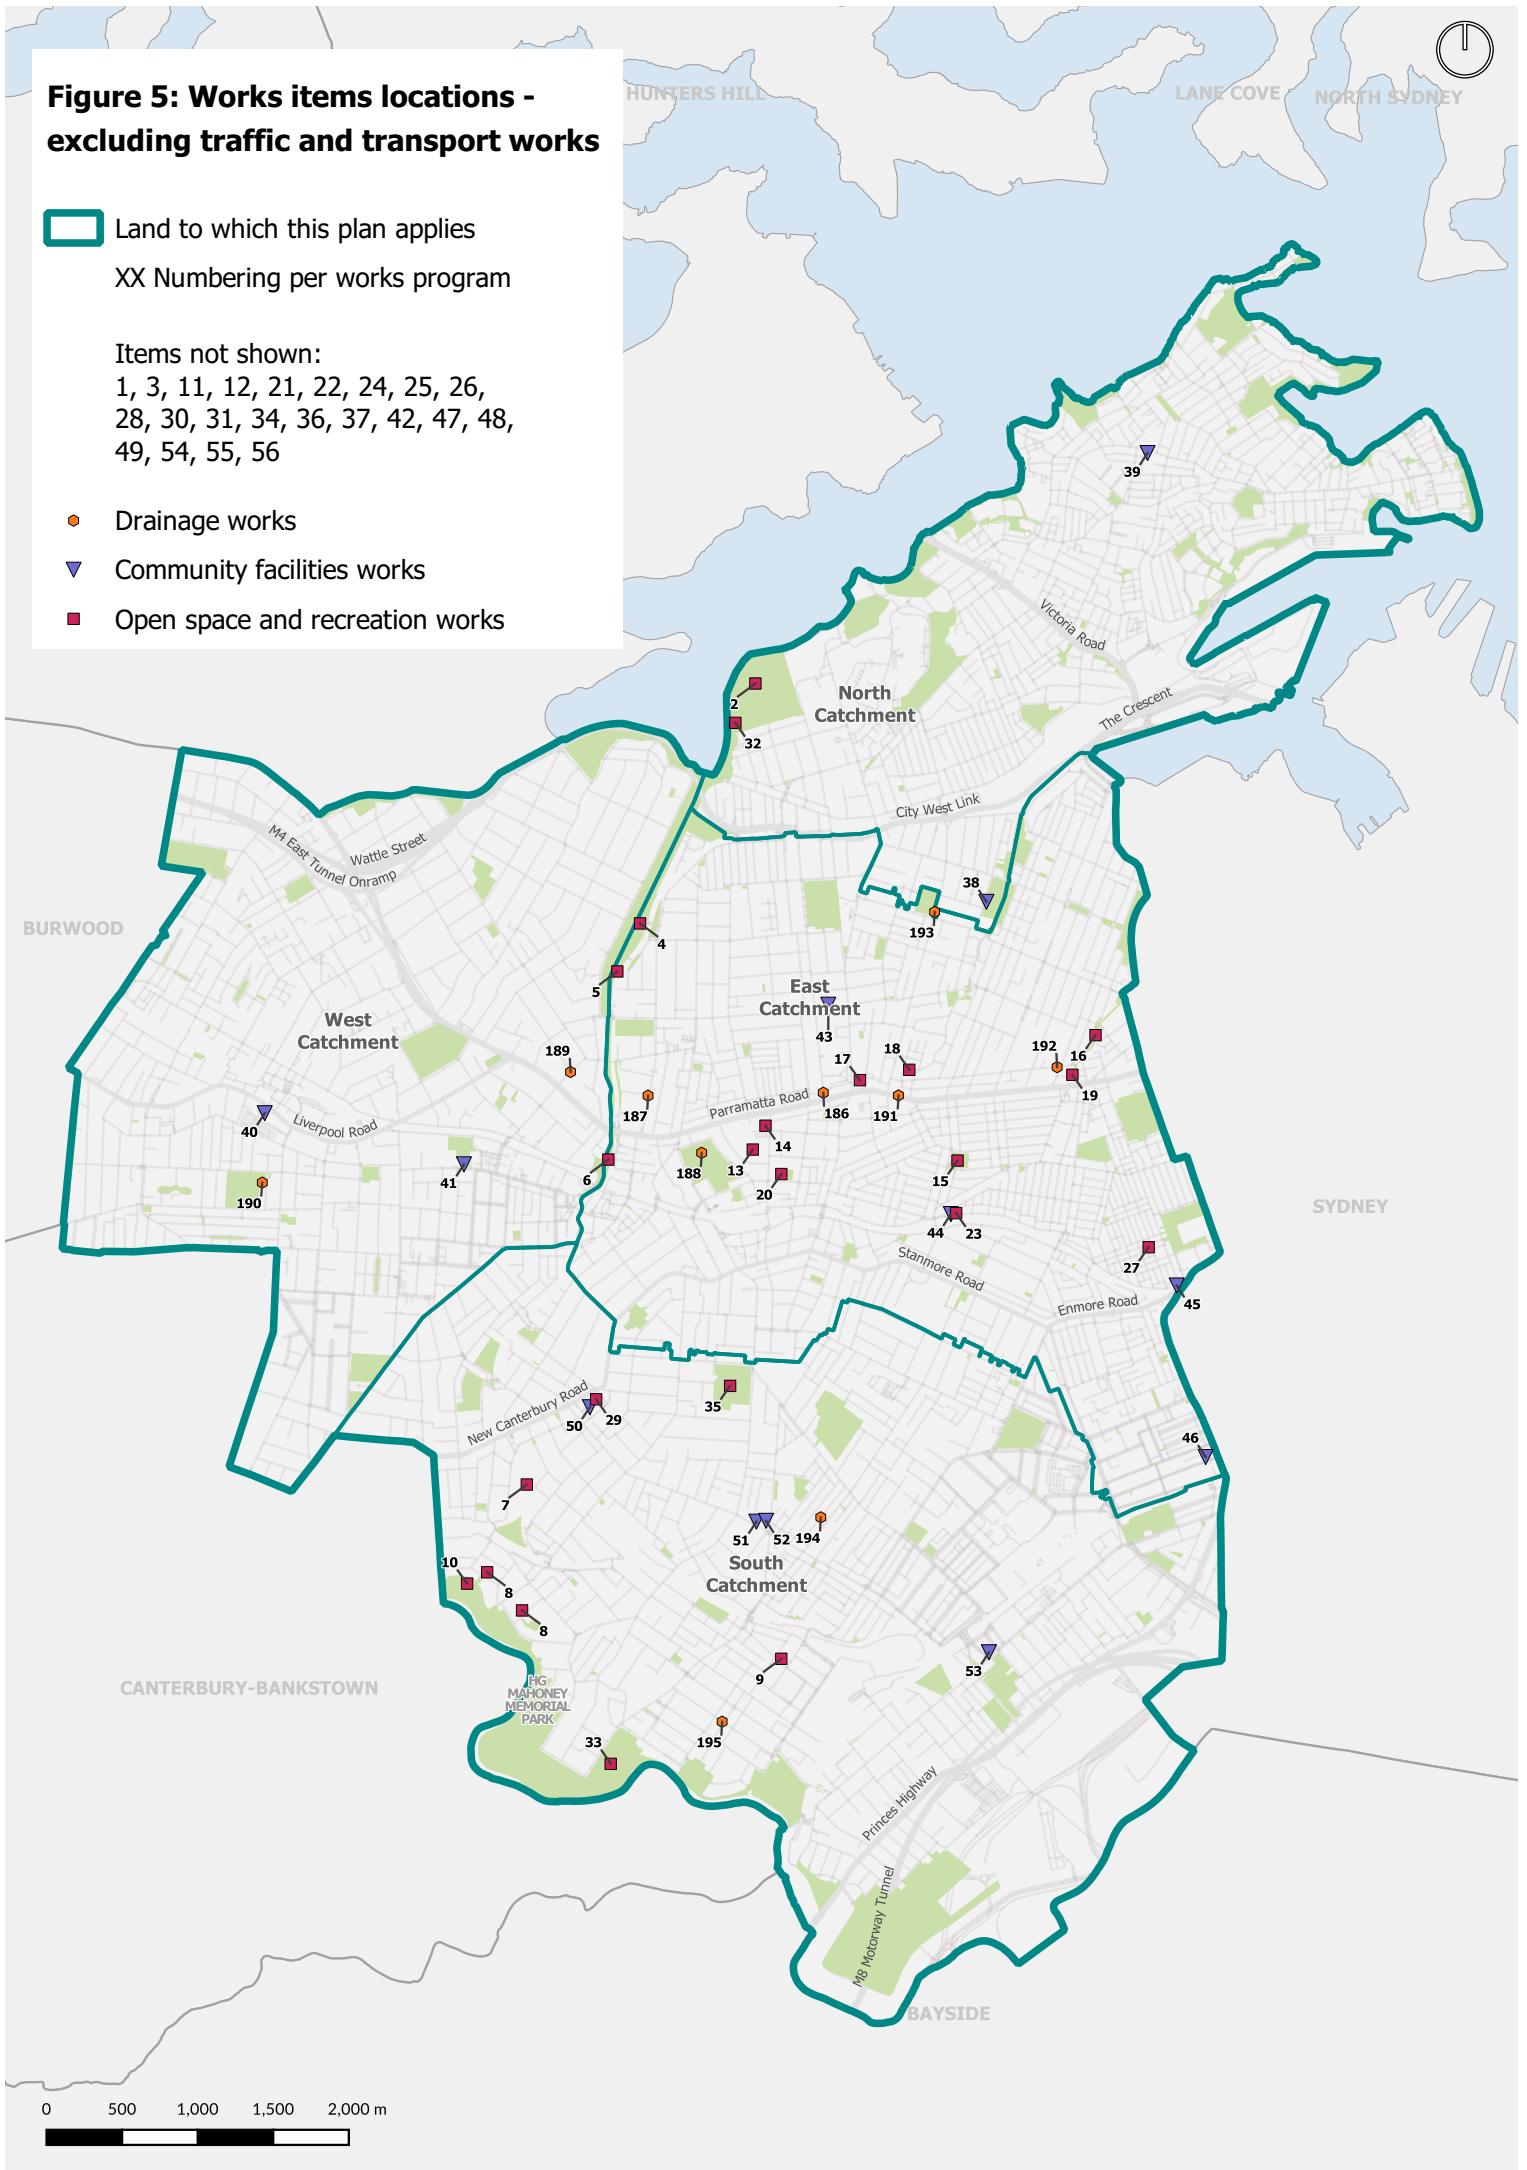 Figure 5: Works items locations -
excluding traffic and transport works
Land to which this plan applies
XX Numbering per works program
Items not shown:
1, 3, 11, 12, 21, 22, 24, 25, 26,
28, 30, 31, 34, 36, 37, 42, 47, 48,
49, 54, 55, 56
Drainage works
Community facilities works
Open space and recreation works
HUNTERS HILL
LANE COVE
NORTH SYDNEY
39
Victoria Road
2
North
Catchment
The Crescent
32
City West Link
M4 East Tunnel Onramp
Wattle Street
38
BURWOOD
193
4
5
East
Catchment
West
Catchment
43
189
17
18
192
16
187
Parramatta Road
186
191
19
40
Liverpool Road
14
41
6
188
13
15
190
20
SYDNEY
44
23
Stanmore Road
27
Enmore Road
45
35
New Canterbury Road
50
29
46
7
51
52
194
10
South
Catchment
8
8
9
53
CANTERBURY-BANKSTOWN
HG
MAHONEY
MEMORIAL
PARK
33
195
Princes Highway
M8 Motorway Tunnel
BAYSIDE
0
500
1,000
1,500
2,000 m